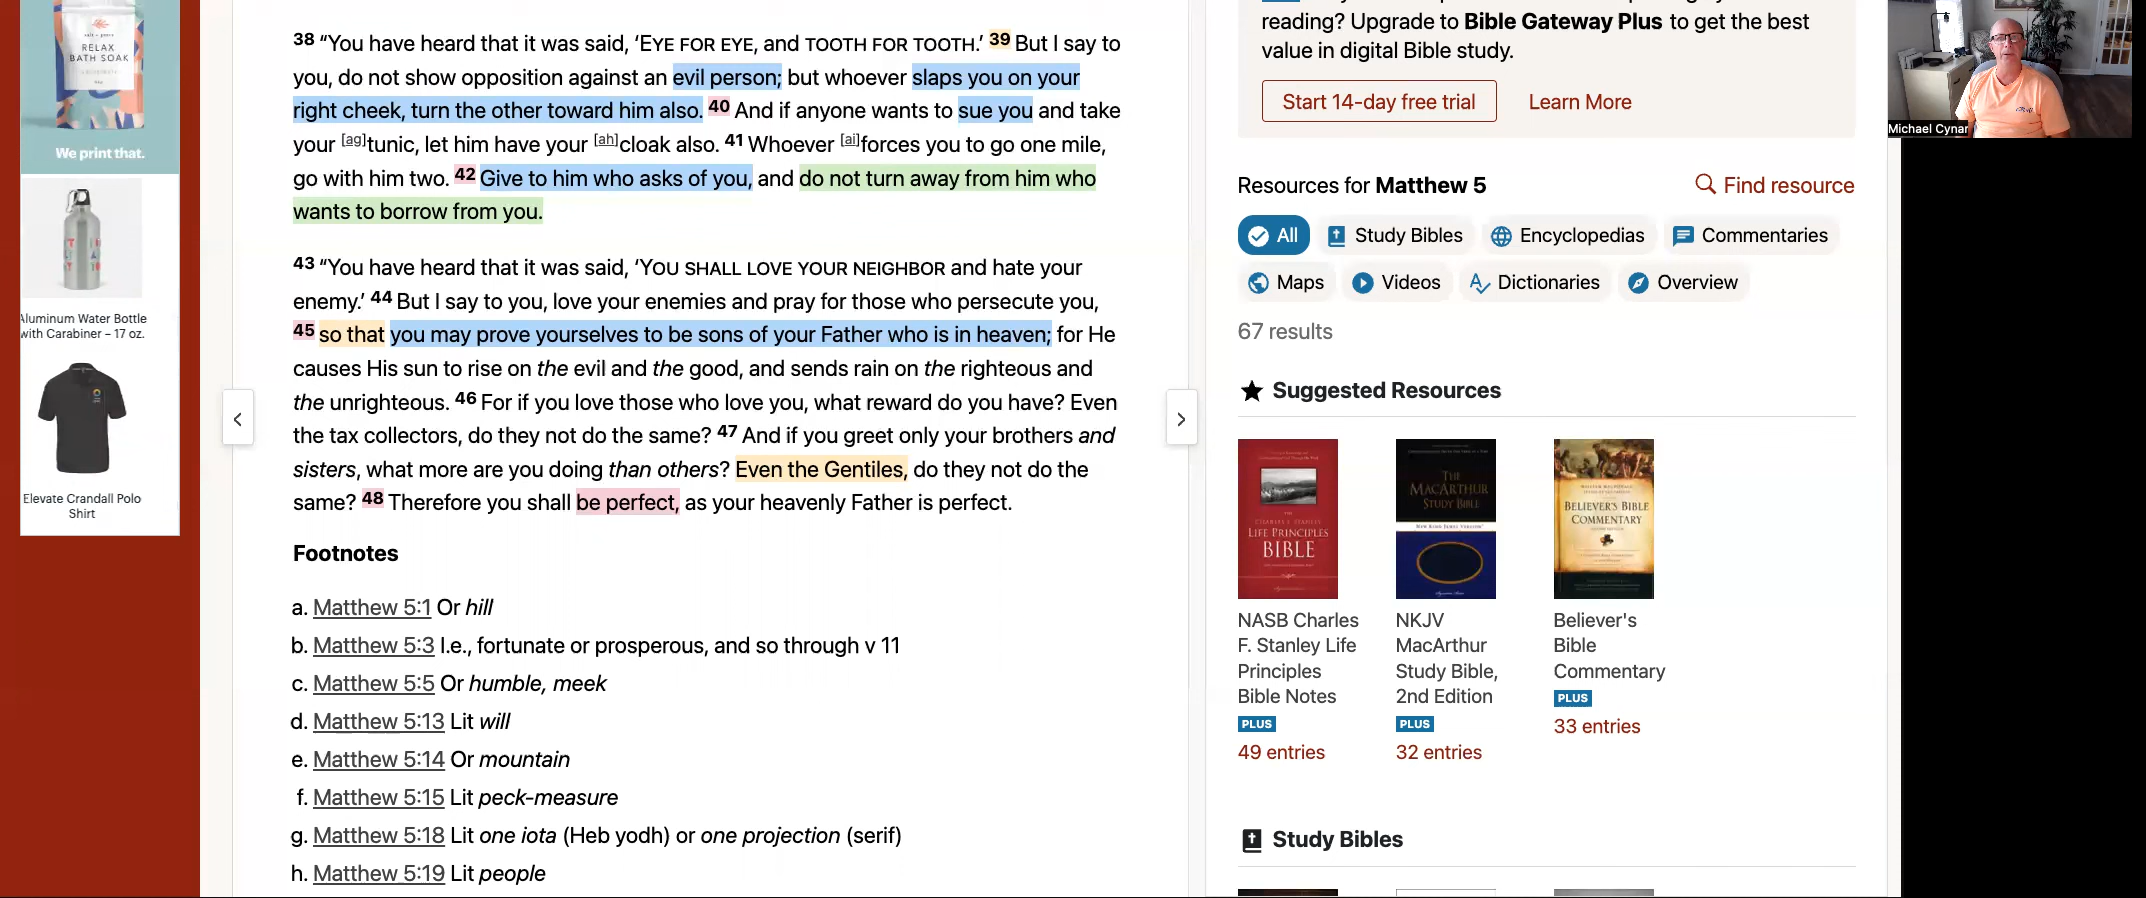 RELAX
BATH SOAK
We print that.
Aluminum Water Bottle
with Carabiner – 17 oz.
Elevate Crandall Polo
Shirt
38 “You have heard that it was said, ‘EYE FOR EYE, and TOOTH FOR TOOTH.’ 39 But I say to
you, do not show opposition against an evil person; but whoever slaps you on your
right cheek, turn the other toward him also. 40 And if anyone wants to sue you and take
your [ag]tunic, let him have your [ah]cloak also. 41 Whoever [ai]forces you to go one mile,
go with him two. 42 Give to him who asks of you, and do not turn away from him who
wants to borrow from you.
43 “You have heard that it was said, ‘YOU SHALL LOVE YOUR NEIGHBOR and hate your
enemy.’ 44 But I say to you, love your enemies and pray for those who persecute you,
45 so that you may prove yourselves to be sons of your Father who is in heaven; for He
causes His sun to rise on the evil and the good, and sends rain on the righteous and
the unrighteous. 46 For if you love those who love you, what reward do you have? Even
the tax collectors, do they not do the same? 47 And if you greet only your brothers and
sisters, what more are you doing than others? Even the Gentiles, do they not do the
same? 48 Therefore you shall be perfect, as your heavenly Father is perfect.
Footnotes
a. Matthew 5:1 Or hill
b. Matthew 5:3 I.e., fortunate or prosperous, and so through v 11
c. Matthew 5:5 Or humble, meek
d. Matthew 5:13 Lit will
e. Matthew 5:14 Or mountain
f. Matthew 5:15 Lit peck-measure
g. Matthew 5:18 Lit one iota (Heb yodh) or one projection (serif)
h. Matthew 5:19 Lit people
reading? Upgrade to Bible Gateway Plus to get the best
value in digital Bible study.
Start 14-day free trial Learn More
Resources for Matthew 5 Find resource
All Study Bibles Encyclopedias Commentaries
Maps Videos Dictionaries Overview
67 results
Suggested Resources
THE
CHARLES F. STANLEY
LIFE PRINCIPLES
BIBLE
THE
MACARTHUR
STUDY BIBLE
NEW KING JAMES VERSION
BELIEVER'S BIBLE
COMMENTARY
NASB Charles
F. Stanley Life
Principles
Bible Notes
PLUS
49 entries
NKJV
MacArthur
Study Bible,
2nd Edition
PLUS
32 entries
Believer's
Bible
Commentary
PLUS
33 entries
Study Bibles
Michael Cynar